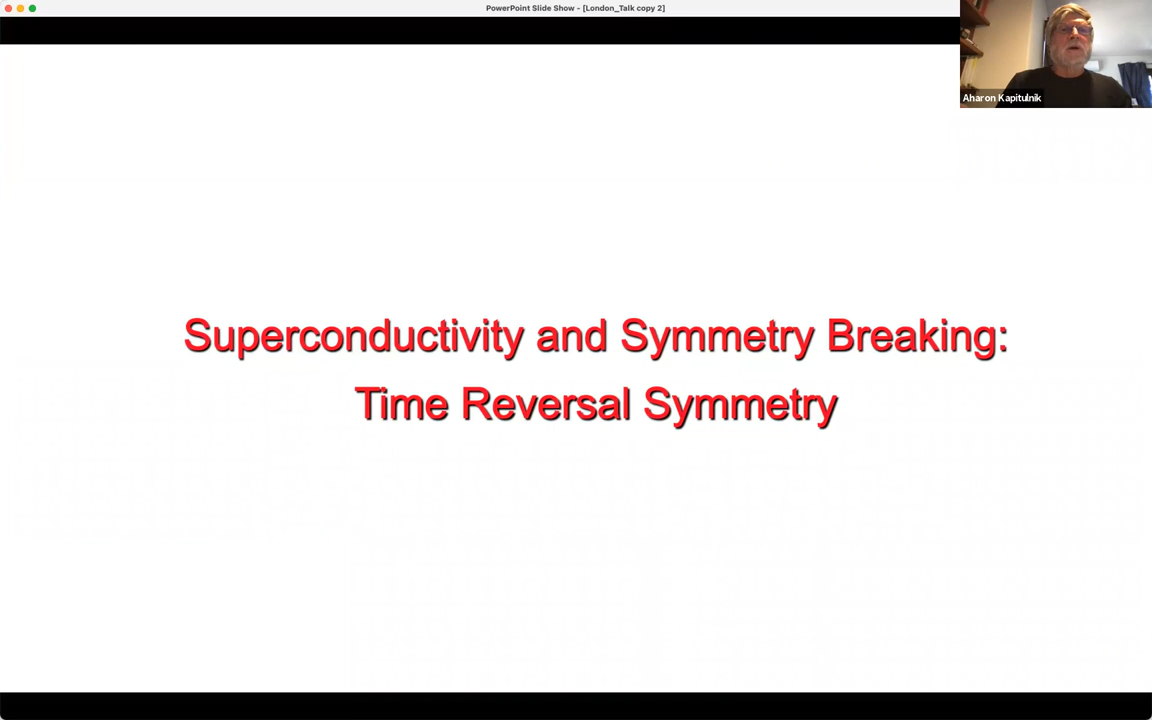 PowerPoint Slide Show - [London_Talk copy 2]
Aharon Kapitulnik
Superconductivity and Symmetry Breaking:
Time Reversal Symmetry